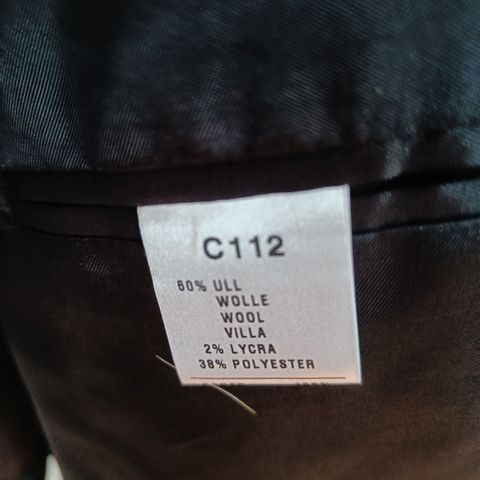 C112
60% ULL
WOLLE
WOOL
VILLA
2% LYCRA
38% POLYESTER